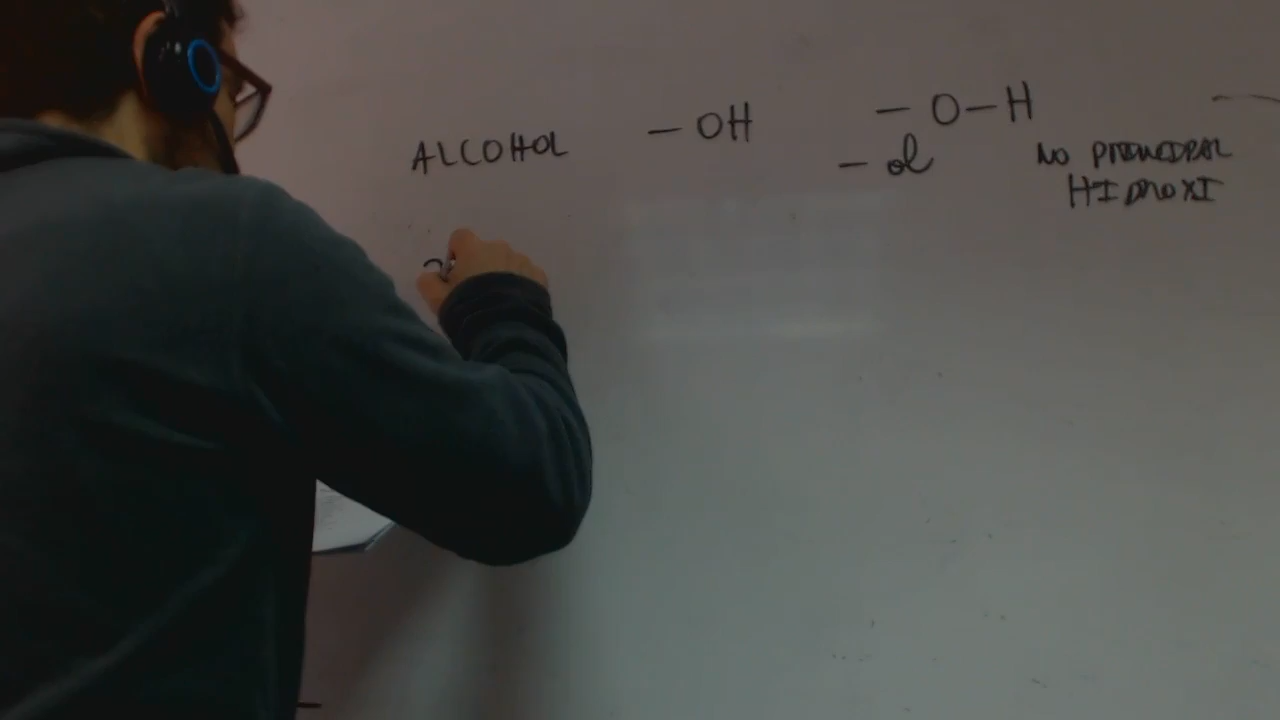 ALCOHOL — OH — O — H
— ol NO PRINCIPAL
HIDROXI